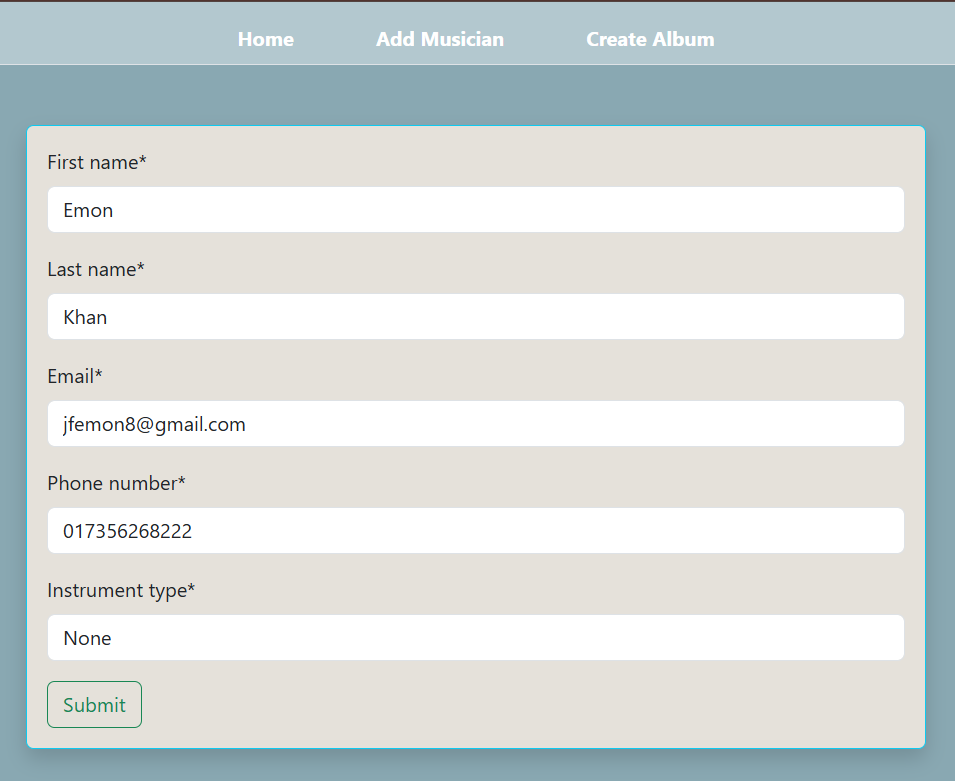 Home Add Musician Create Album
First name*
Emon
Last name*
Khan
Email*
jfemon8@gmail.com
Phone number*
017356268222
Instrument type*
None
Submit